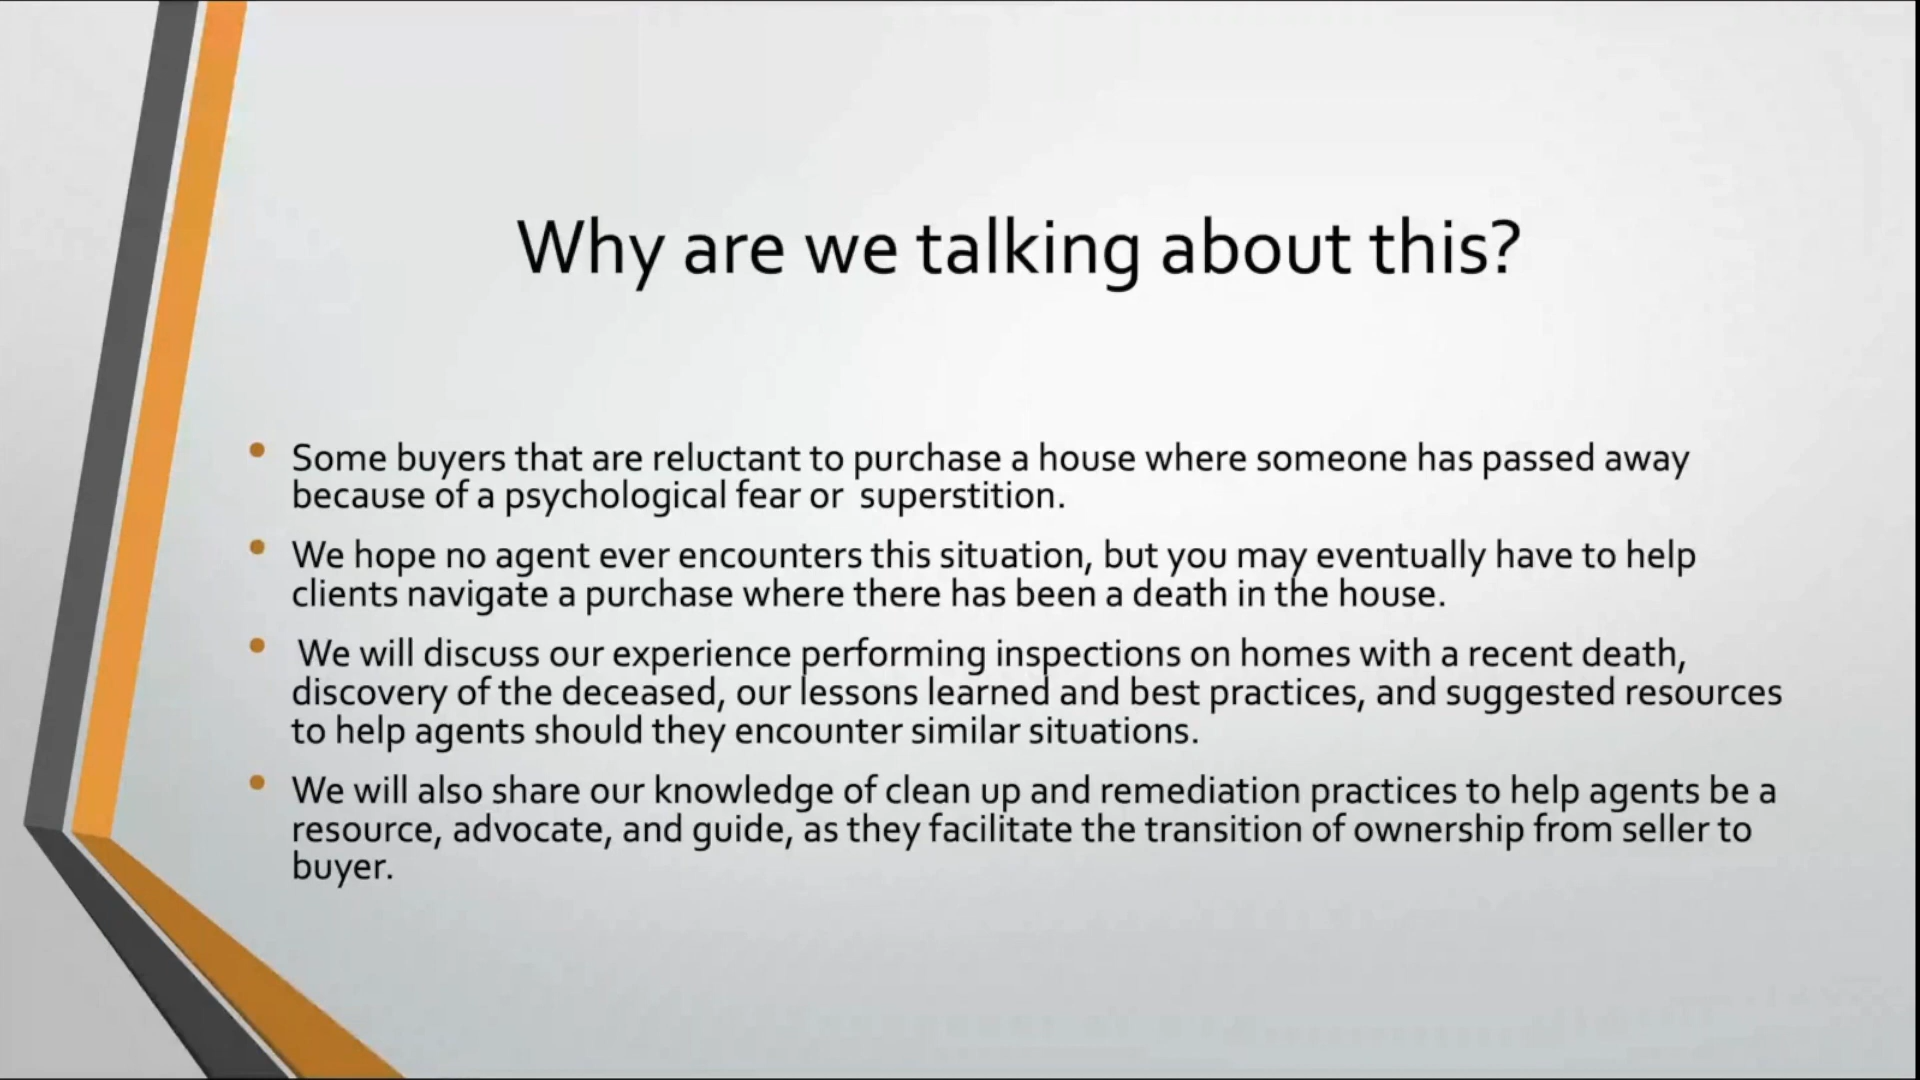 Why are we talking about this?
• Some buyers that are reluctant to purchase a house where someone has passed away
because of a psychological fear or  superstition.
• We hope no agent ever encounters this situation, but you may eventually have to help
clients navigate a purchase where there has been a death in the house.
• We will discuss our experience performing inspections on homes with a recent death,
discovery of the deceased, our lessons learned and best practices, and suggested resources
to help agents should they encounter similar situations.
• We will also share our knowledge of clean up and remediation practices to help agents be a
resource, advocate, and guide, as they facilitate the transition of ownership from seller to
buyer.